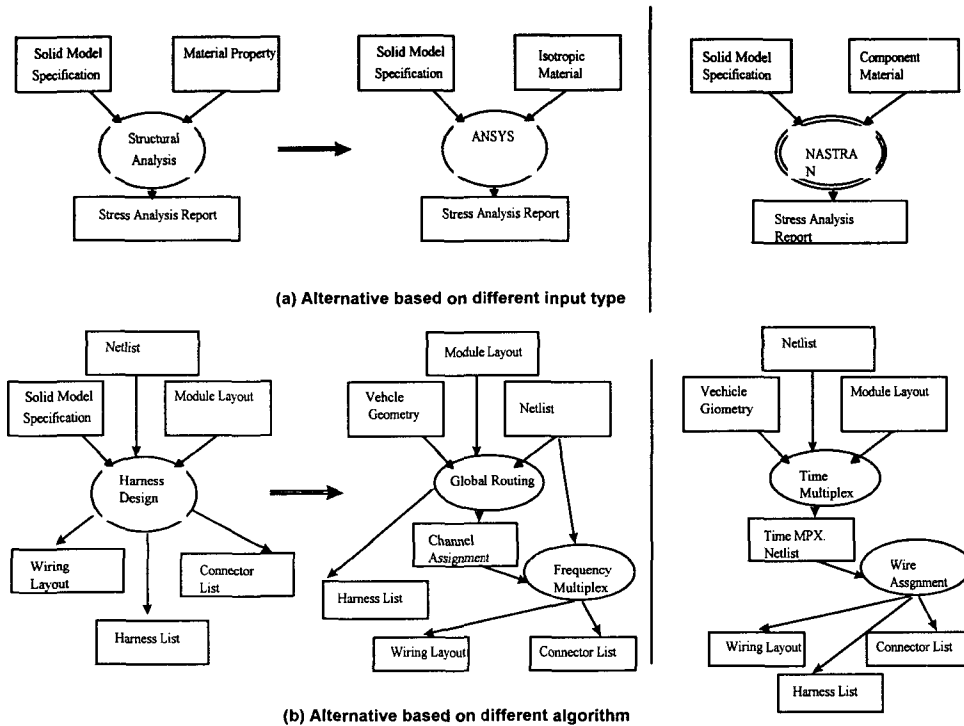 Solid Model
Specification
Material Property
Structural
Analysis
Stress Analysis Report
Solid Model
Specification
Isotropic
Material
ANSYS
Stress Analysis Report
Solid Model
Specification
Component
Material
NASTRA
N
Stress Analysis
Report
(a) Alternative based on different input type
Netlist
Solid Model
Specification
Module Layout
Harness
Design
Wiring
Layout
Connector
List
Harness List
Module Layout
Vehcle
Geometry
Netlist
Global Routing
Channel
Assignment
Frequency
Multiplex
Harness List
Wiring Layout
Connector List
Netlist
Vechicle
Giometry
Module Layout
Time
Multiplex
Time MPX.
Netlist
Wire
Assgnment
Wiring Layout
Connector List
Harness List
(b) Alternative based on different algorithm